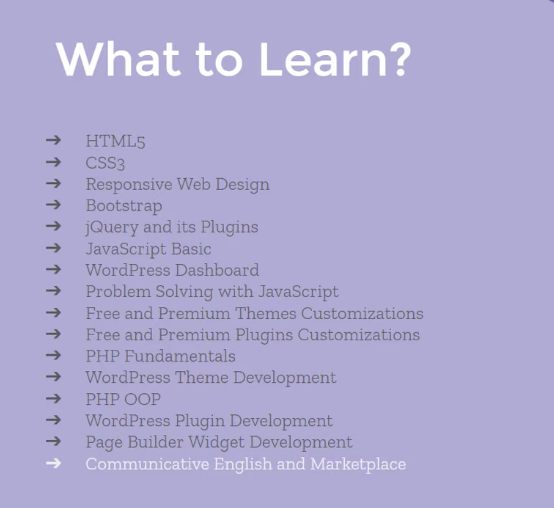 What to Learn?
➔ HTML5
➔ CSS3
➔ Responsive Web Design
➔ Bootstrap
➔ jQuery and its Plugins
➔ JavaScript Basic
➔ WordPress Dashboard
➔ Problem Solving with JavaScript
➔ Free and Premium Themes Customizations
➔ Free and Premium Plugins Customizations
➔ PHP Fundamentals
➔ WordPress Theme Development
➔ PHP OOP
➔ WordPress Plugin Development
➔ Page Builder Widget Development
➔ Communicative English and Marketplace